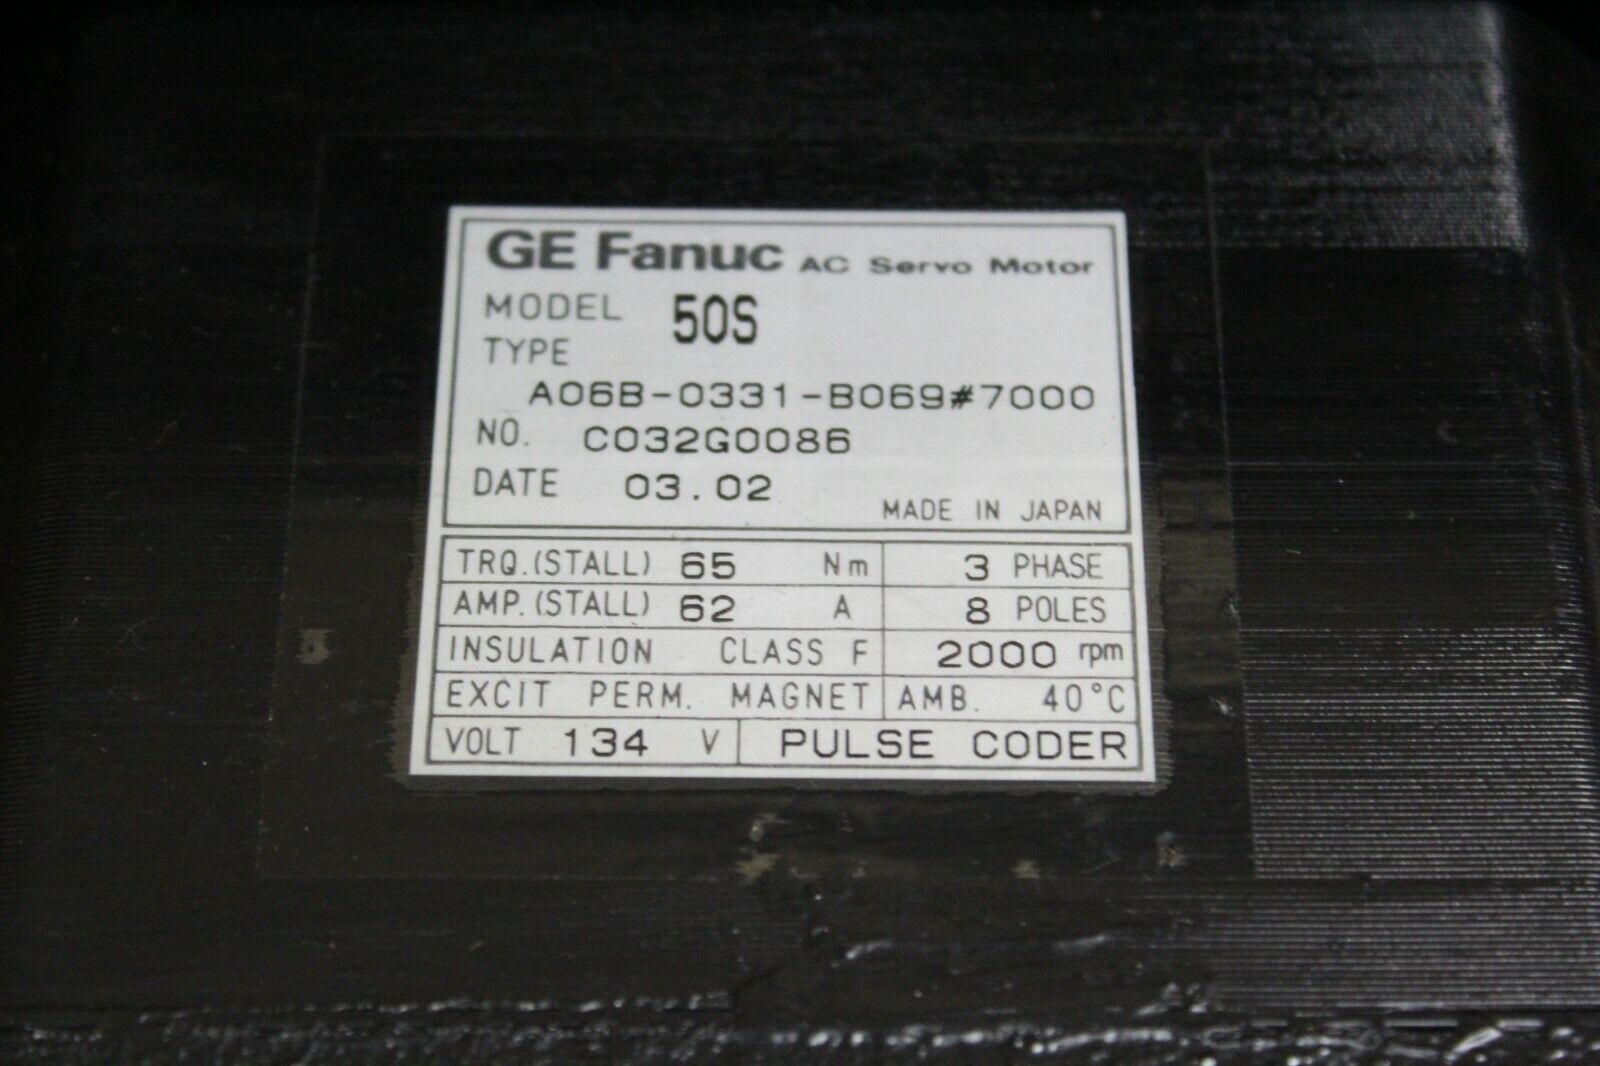 GE Fanuc AC Servo Motor
MODEL 50S
TYPE
A06B-0331-B069#7000
NO. C032G0086
DATE 03.02
MADE IN JAPAN
TRQ.(STALL) 65 Nm 3 PHASE
AMP.(STALL) 62 A 8 POLES
INSULATION CLASS F 2000 rpm
EXCIT PERM. MAGNET AMB. 40°C
VOLT 134 V PULSE CODER